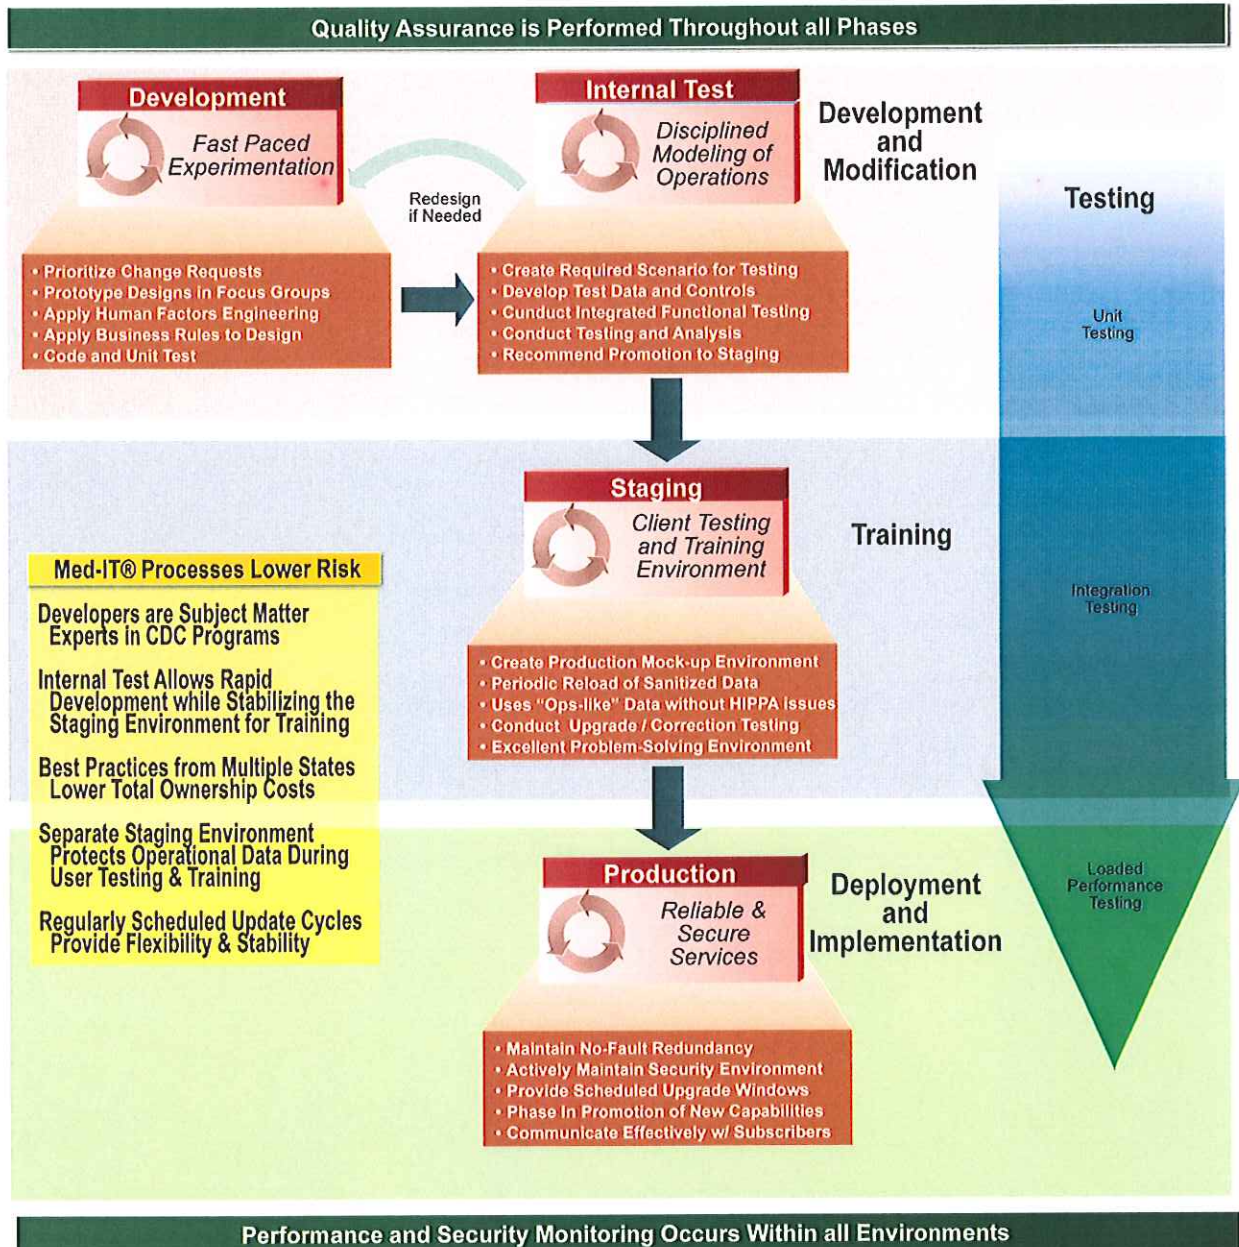 Quality Assurance is Performed Throughout all Phases
Development
Fast Paced
Experimentation
Redesign
if Needed
Internal Test
Disciplined
Modeling of
Operations
Development
and
Modification
Testing
• Prioritize Change Requests
• Prototype Designs in Focus Groups
• Apply Human Factors Engineering
• Apply Business Rules to Design
• Code and Unit Test
• Create Required Scenario for Testing
• Develop Test Data and Controls
• Cunduct Integrated Functional Testing
• Conduct Testing and Analysis
• Recommend Promotion to Staging
Unit
Testing
Staging
Client Testing
and Training
Environment
Training
Integration
Testing
Med-IT® Processes Lower Risk
Developers are Subject Matter
Experts in CDC Programs
Internal Test Allows Rapid
Development while Stabilizing the
Staging Environment for Training
Best Practices from Multiple States
Lower Total Ownership Costs
Separate Staging Environment
Protects Operational Data During
User Testing & Training
Regularly Scheduled Update Cycles
Provide Flexibility & Stability
• Create Production Mock-up Environment
• Periodic Reload of Sanitized Data
• Uses "Ops-like" Data without HIPPA issues
• Conduct Upgrade / Correction Testing
• Excellent Problem-Solving Environment
Production
Reliable &
Secure
Services
Deployment
and
Implementation
Loaded
Performance
Testing
• Maintain No-Fault Redundancy
• Actively Maintain Security Environment
• Provide Scheduled Upgrade Windows
• Phase In Promotion of New Capabilities
• Communicate Effectively w/ Subscribers
Performance and Security Monitoring Occurs Within all Environments